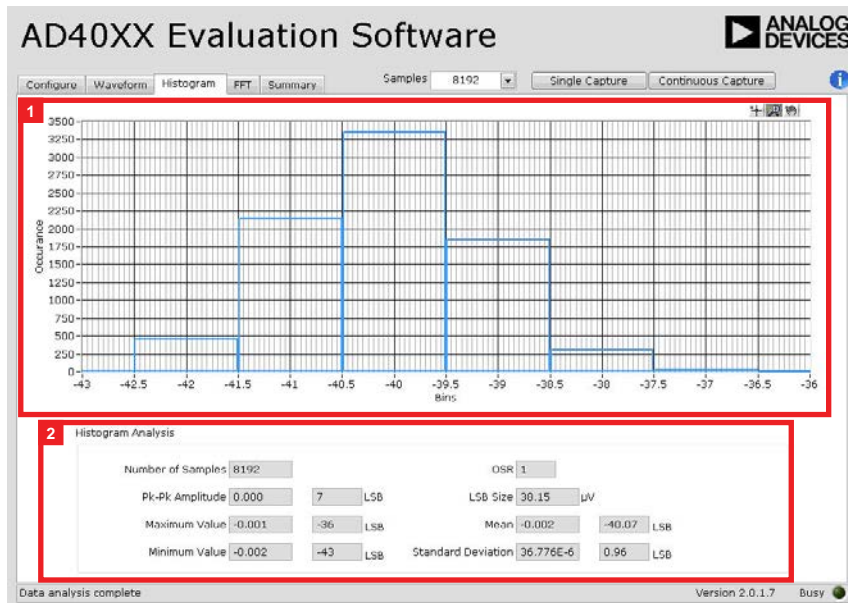 AD40XX Evaluation Software
ANALOG DEVICES
Configure Waveform Histogram FFT Summary
Samples 8192 Single Capture Continuous Capture
1
3500
3250
3000
2750
2500
2250
2000
1750
1500
1250
1000
750
500
250
0
Occurance
-43 -42.5 -42 -41.5 -41 -40.5 -40 -39.5 -39 -38.5 -38 -37.5 -37 -36.5 -36
Bins
2
Histogram Analysis
Number of Samples 8192 OSR 1
Pk-Pk Amplitude 0.000 7 LSB LSB Size 38.15 µV
Maximum Value -0.001 -36 LSB Mean -0.002 -40.07 LSB
Minimum Value -0.002 -43 LSB Standard Deviation 36.776E-6 0.96 LSB
Data analysis complete Version 2.0.1.7 Busy